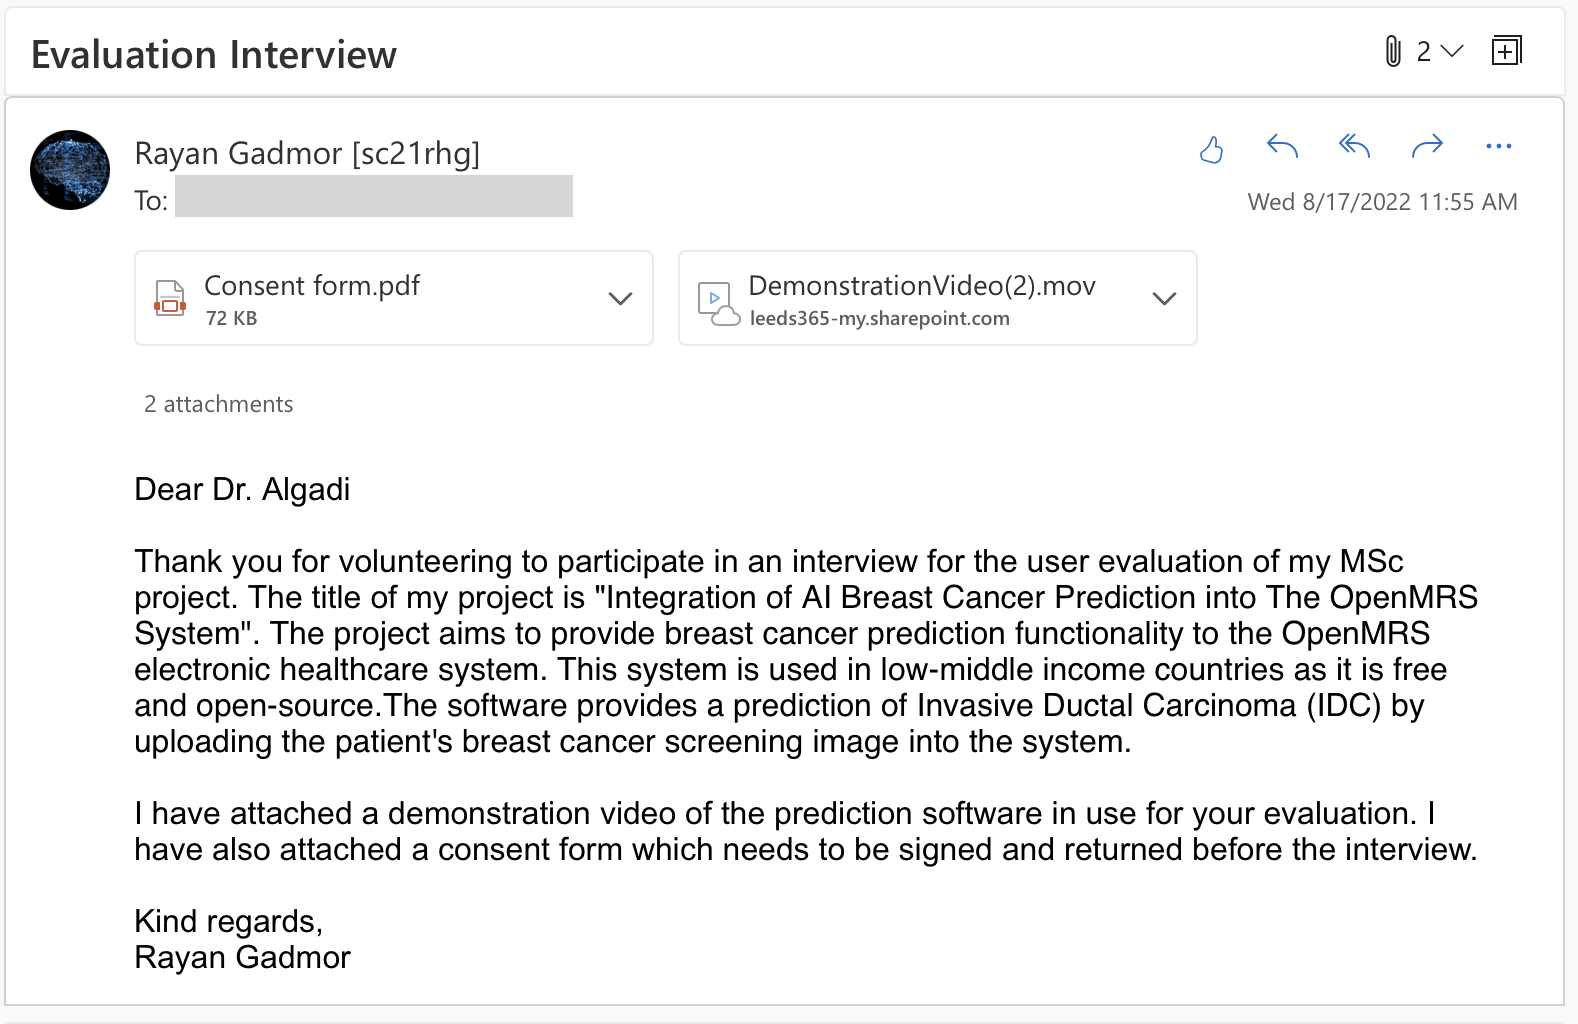 Evaluation Interview
2
Rayan Gadmor [sc21rhg]
To:
Wed 8/17/2022 11:55 AM
Consent form.pdf
72 KB
DemonstrationVideo(2).mov
leeds365-my.sharepoint.com
2 attachments
Dear Dr. Algadi
Thank you for volunteering to participate in an interview for the user evaluation of my MSc
project. The title of my project is "Integration of AI Breast Cancer Prediction into The OpenMRS
System". The project aims to provide breast cancer prediction functionality to the OpenMRS
electronic healthcare system. This system is used in low-middle income countries as it is free
and open-source.The software provides a prediction of Invasive Ductal Carcinoma (IDC) by
uploading the patient's breast cancer screening image into the system.
I have attached a demonstration video of the prediction software in use for your evaluation. I
have also attached a consent form which needs to be signed and returned before the interview.
Kind regards,
Rayan Gadmor